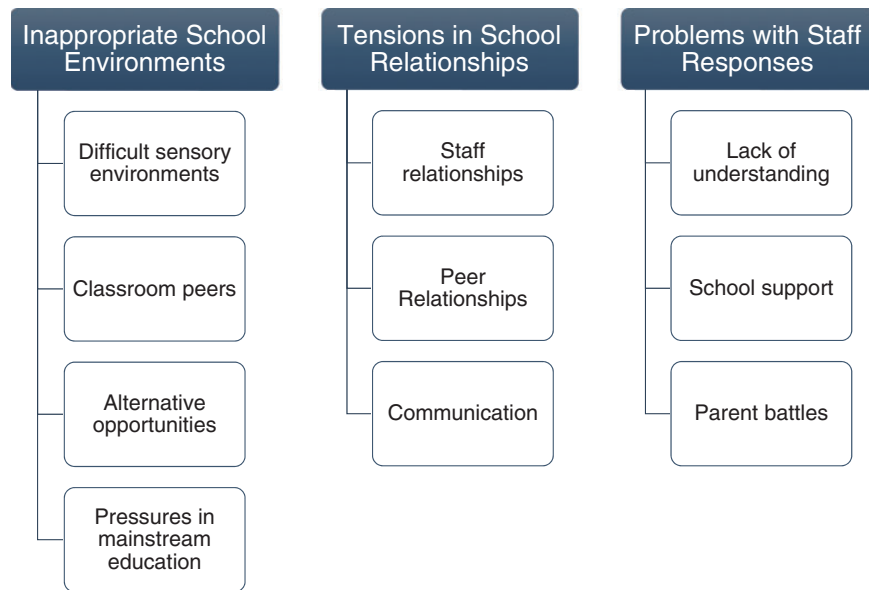 Inappropriate School
Environments
Difficult sensory
environments
Classroom peers
Alternative
opportunities
Pressures in
mainstream
education
Tensions in School
Relationships
Staff
relationships
Peer
Relationships
Communication
Problems with Staff
Responses
Lack of
understanding
School support
Parent battles